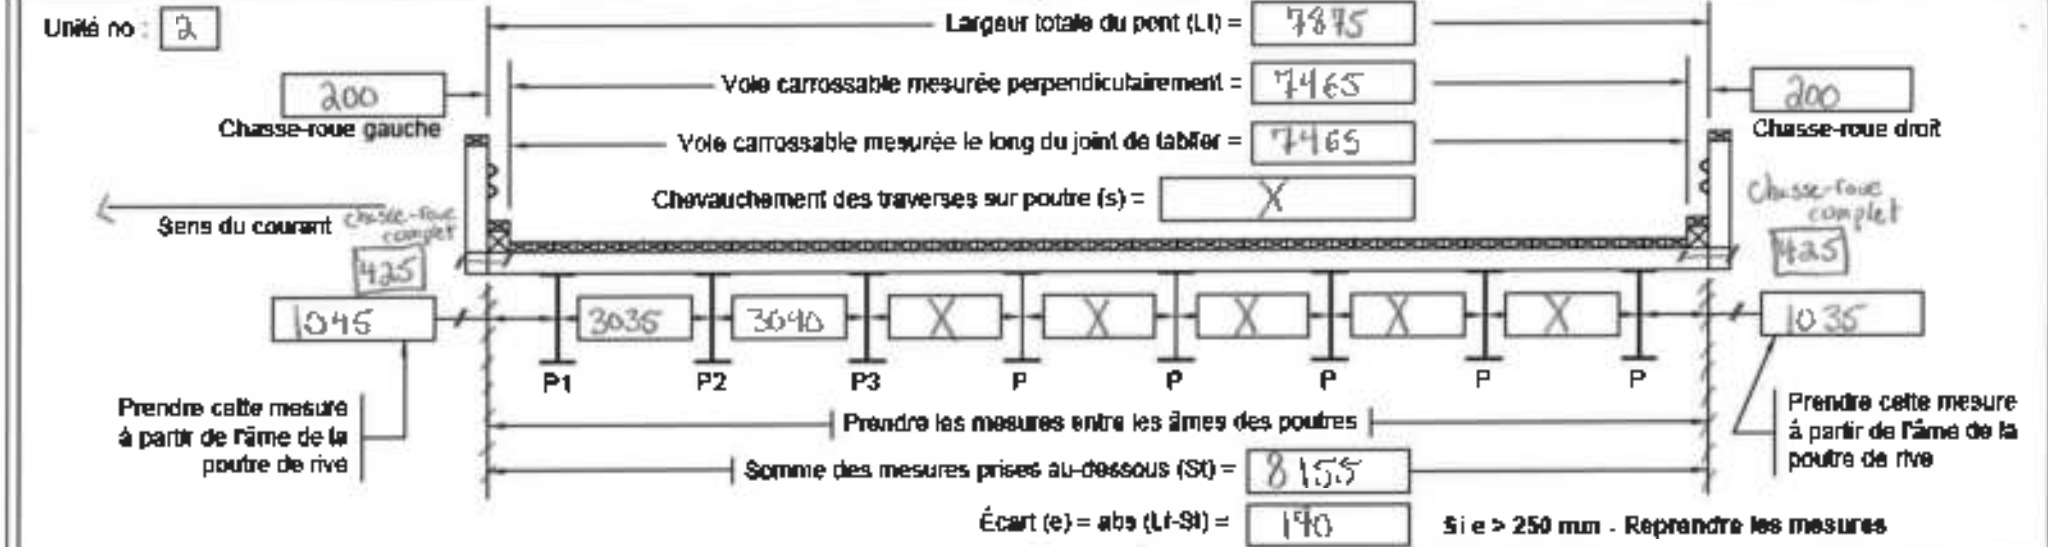 Unité no : 2
Largeur totale du pont (Lt) = 7875
200
Chasse-roue gauche
Voie carrossable mesurée perpendiculairement = 7465
200
Chasse-roue droit
Voie carrossable mesurée le long du joint de tablier = 7465
Chevauchement des traverses sur poutre (s) = X
Sens du courant
chasse-roue
complet
425
chasse-roue
complet
425
1045 3035 3040 X X X X X 1035
P1 P2 P3 P P P P P
Prendre cette mesure
à partir de l'âme de la
poutre de rive
Prendre les mesures entre les âmes des poutres
Prendre cette mesure
à partir de l'âme de la
poutre de rive
Somme des mesures prises au-dessous (St) = 8155
Écart (e) = abs (Lt-St) = 190
Si e > 250 mm - Reprendre les mesures